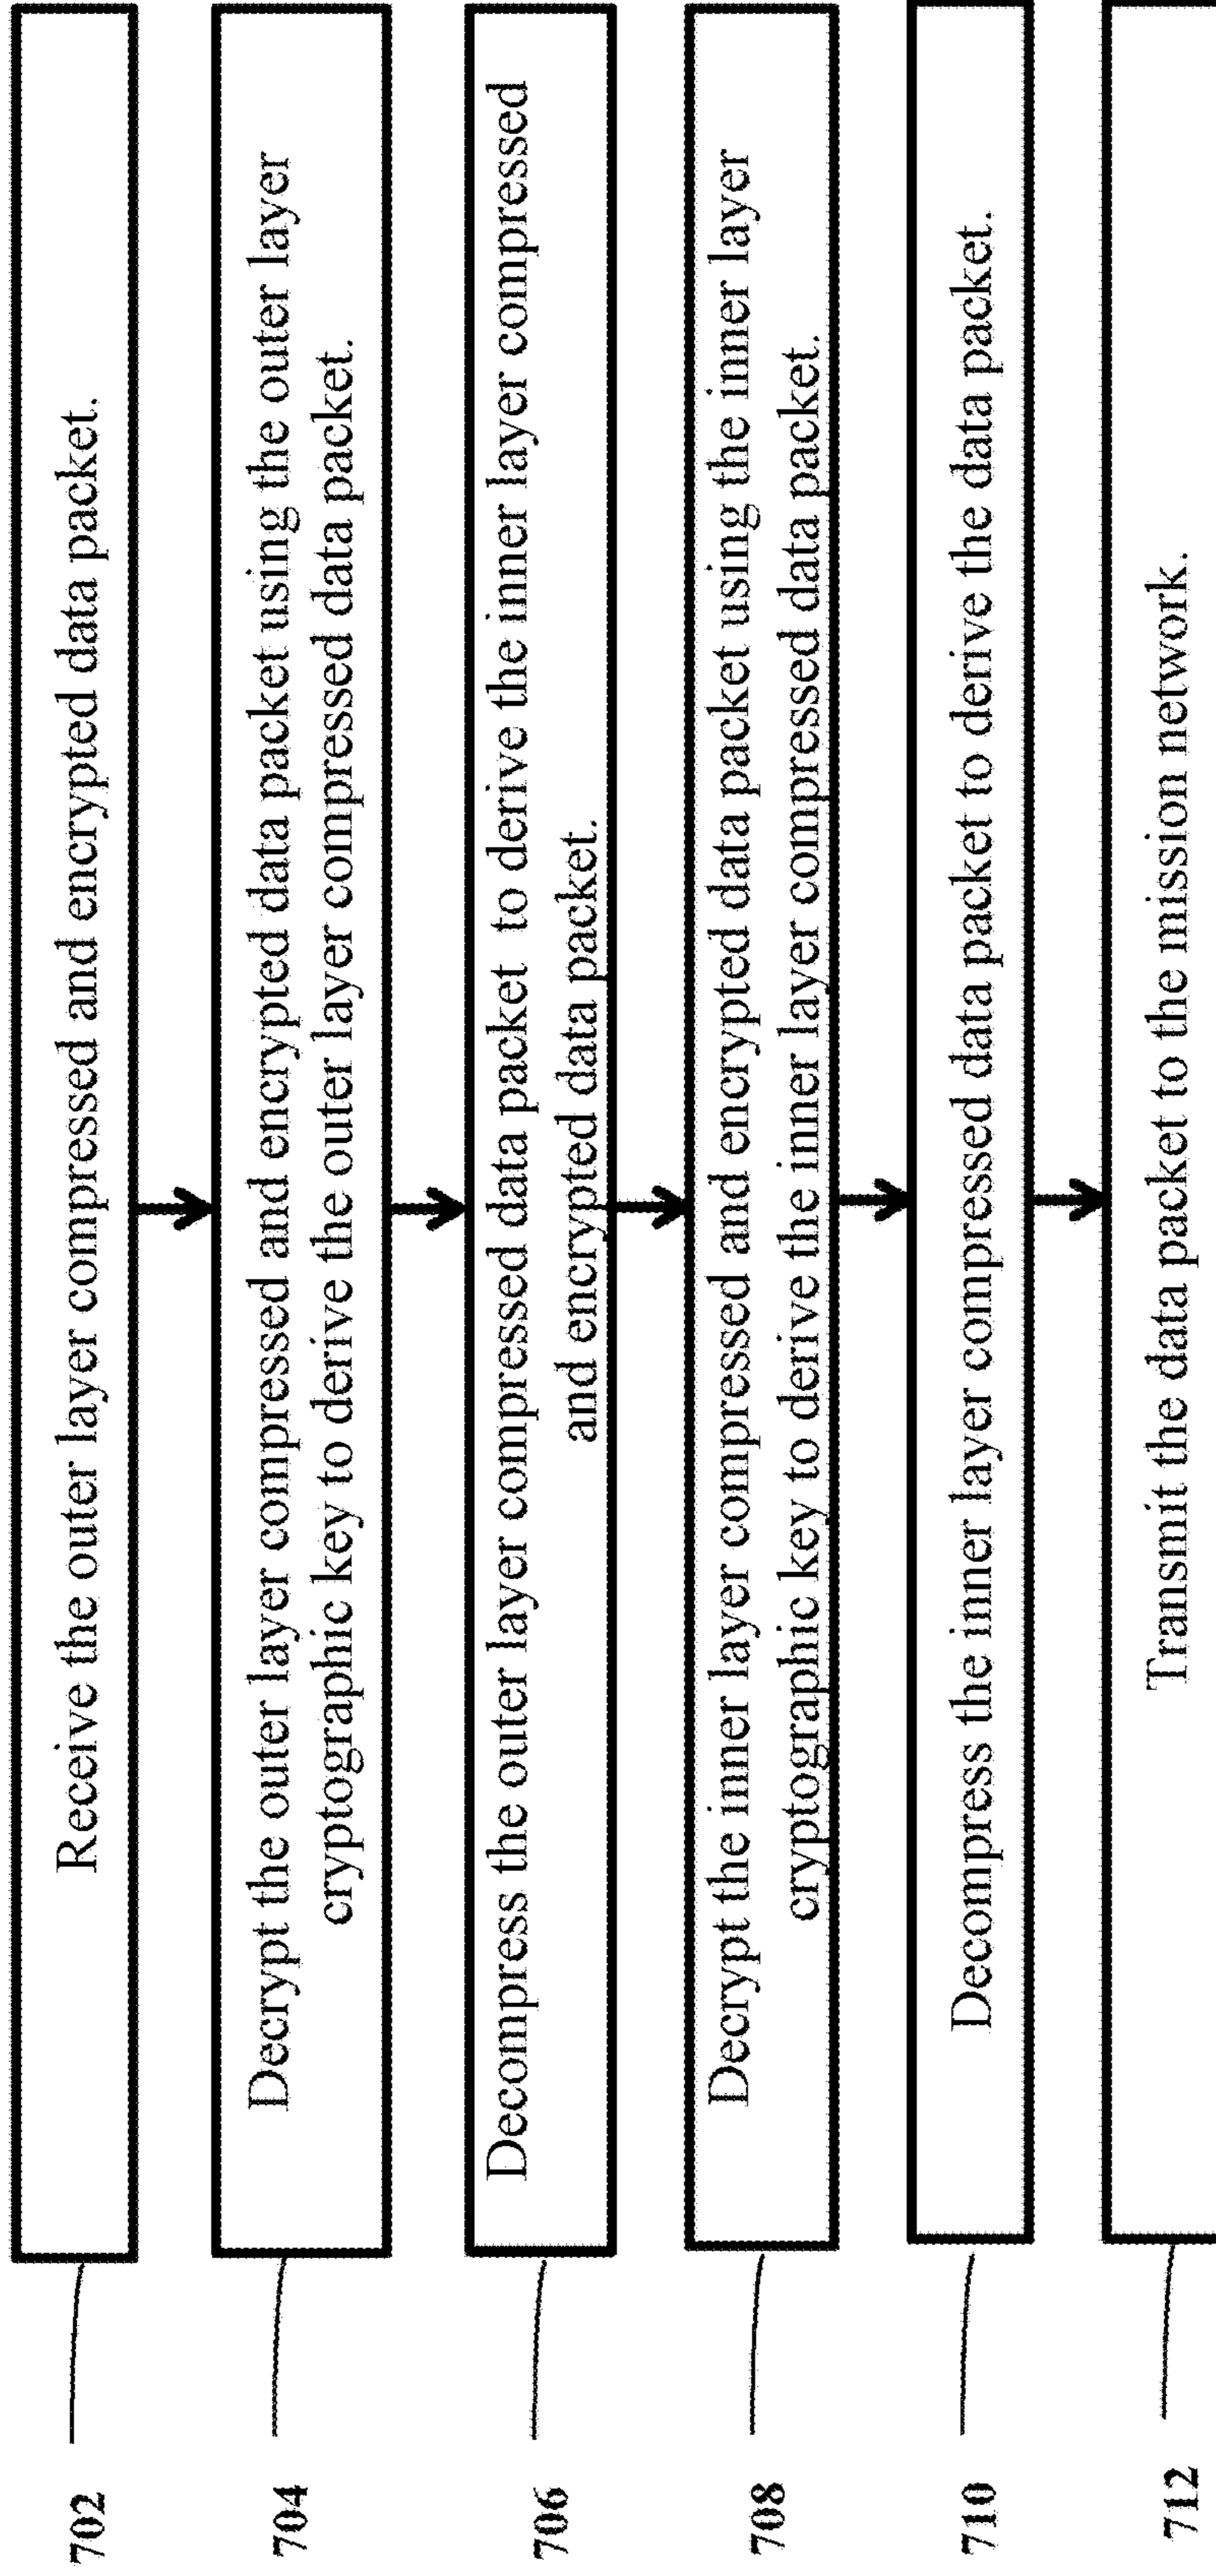 702
Receive the outer layer compressed and encrypted data packet.
704
Decrypt the outer layer compressed and encrypted data packet using the outer layer
cryptographic key to derive the outer layer compressed data packet.
706
Decompress the outer layer compressed data packet to derive the inner layer compressed
and encrypted data packet.
708
Decrypt the inner layer compressed and encrypted data packet using the inner layer
cryptographic key to derive the inner layer compressed data packet.
710
Decompress the inner layer compressed data packet to derive the data packet.
712
Transmit the data packet to the mission network.